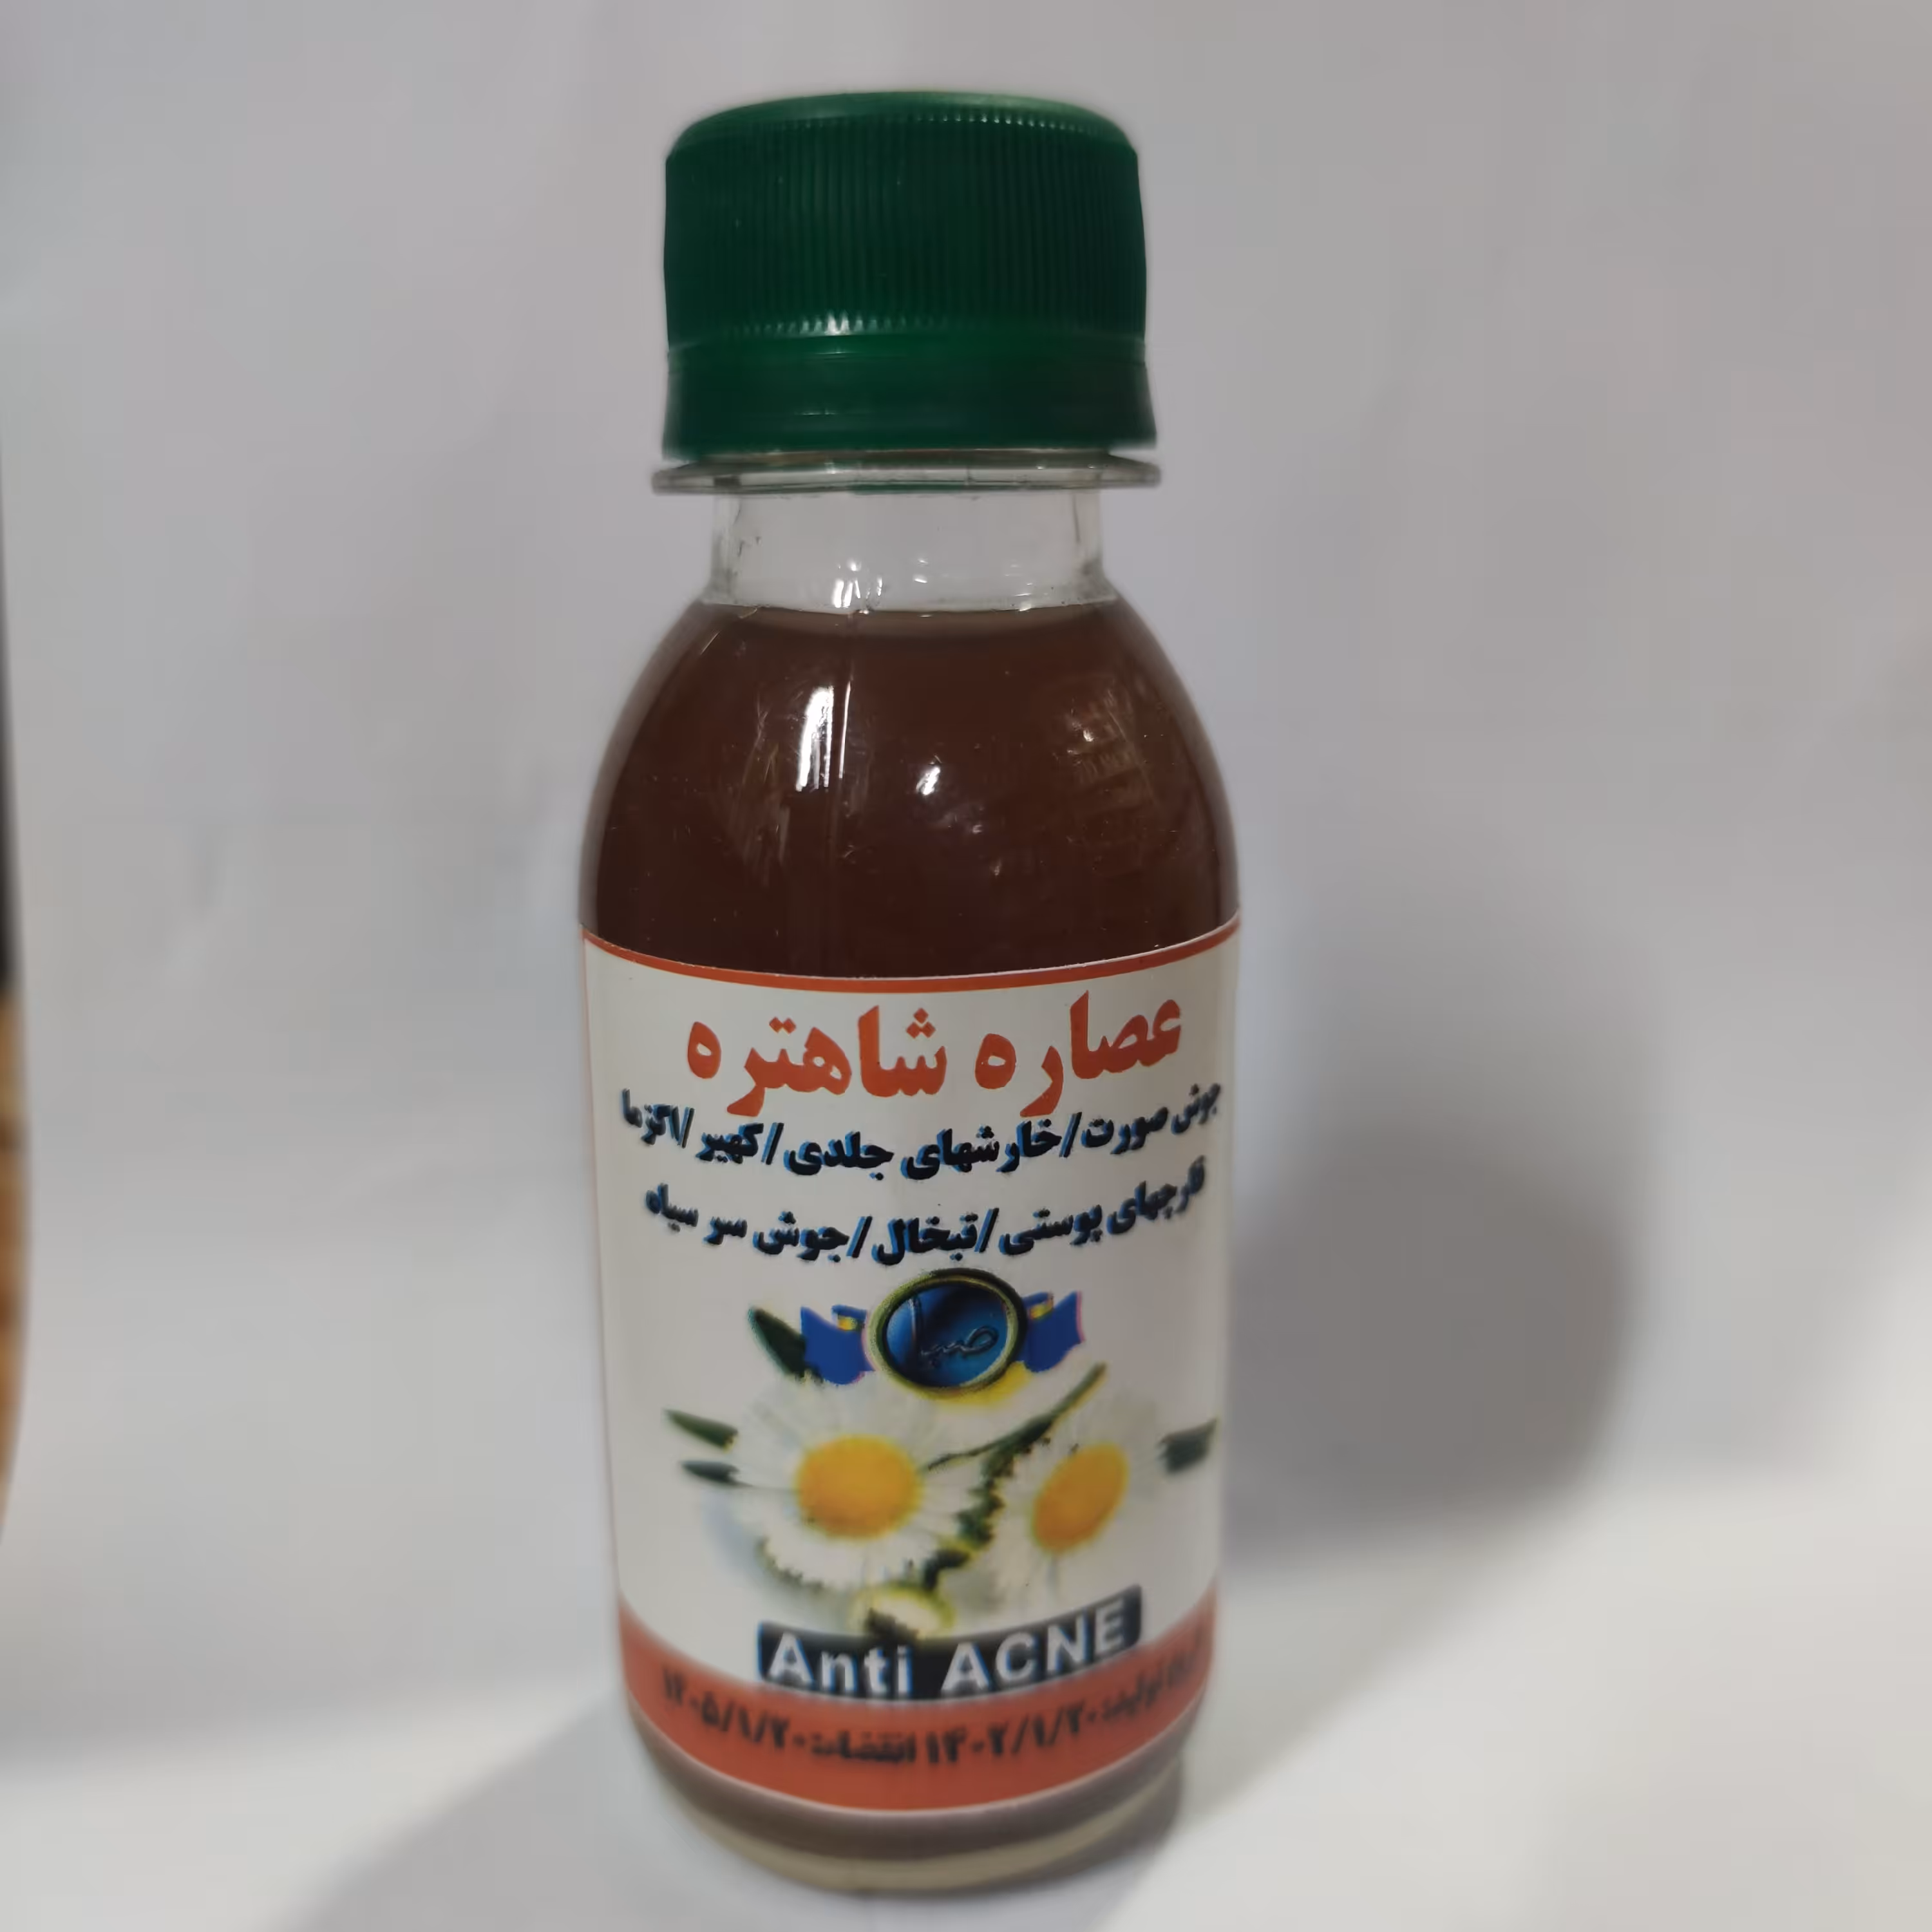 عصاره شاهتره
جوش صورت/خارشهای جلدی/کهیر/اگزما
قارچهای پوستی/تبخال/جوش سر سیاه
صبا
Anti ACNE
تولید:۱۴۰۲/۱/۲۰ انقضاء:۱۴۰۵/۱/۲۰